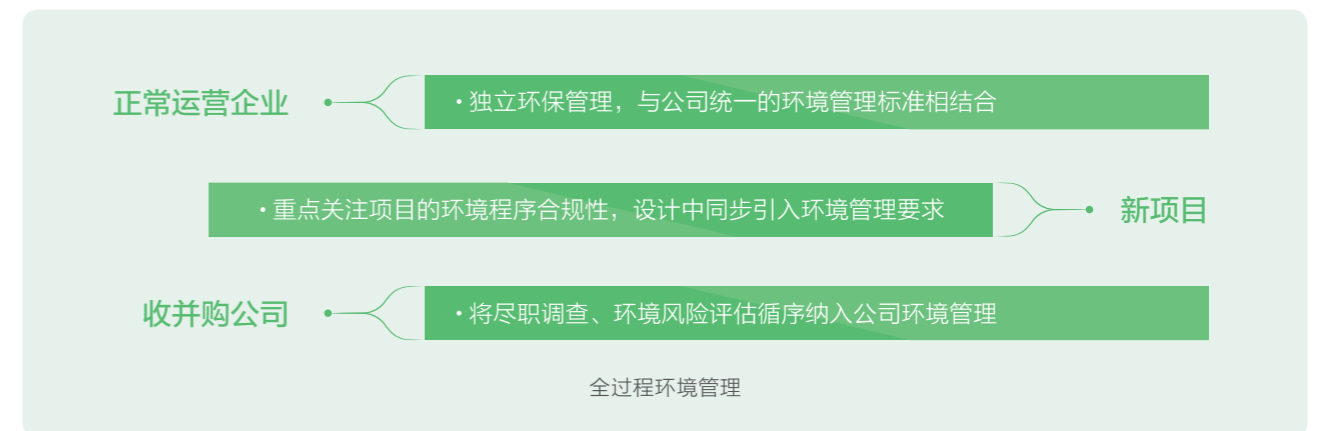 正常运营企业
·独立环保管理，与公司统一的环境管理标准相结合
·重点关注项目的环境程序合规性，设计中同步引入环境管理要求
新项目
收并购公司
·将尽职调查、环境风险评估循序纳入公司环境管理
全过程环境管理